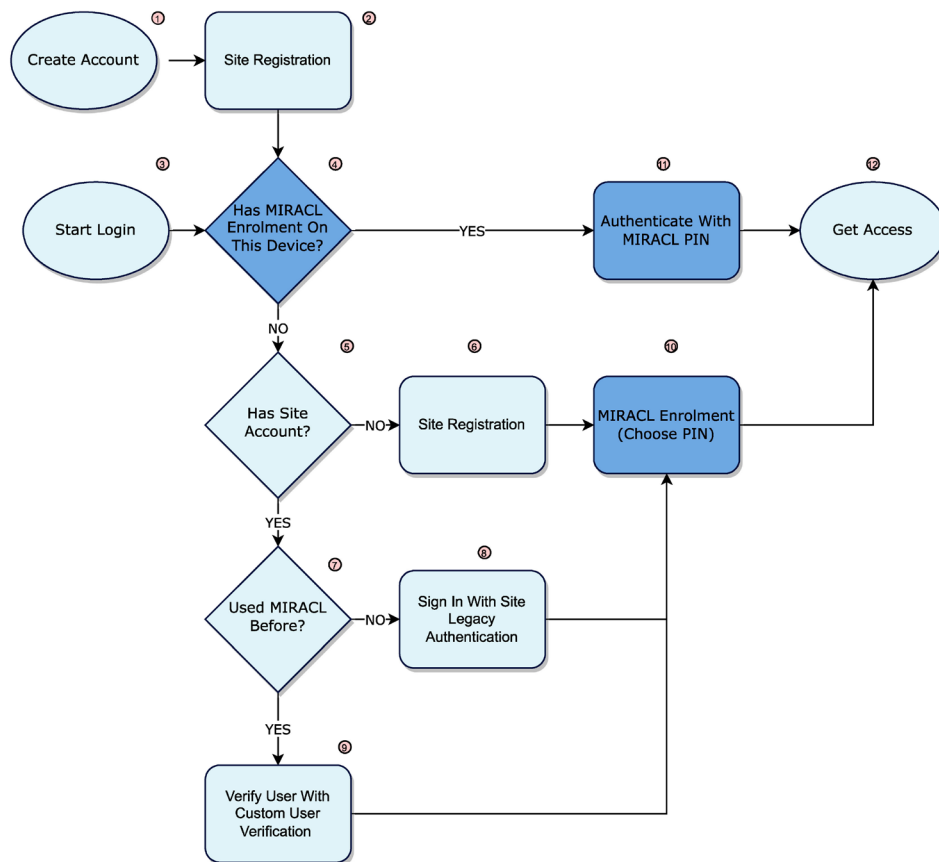 1
2
Create Account
Site Registration
3
4
11
12
Start Login
Has MIRACL
Enrolment On
This Device?
YES
Authenticate With
MIRACL PIN
Get Access
NO
5
6
10
Has Site
Account?
NO
Site Registration
MIRACL Enrolment
(Choose PIN)
YES
7
8
Used MIRACL
Before?
NO
Sign In With Site
Legacy
Authentication
YES
9
Verify User With
Custom User
Verification